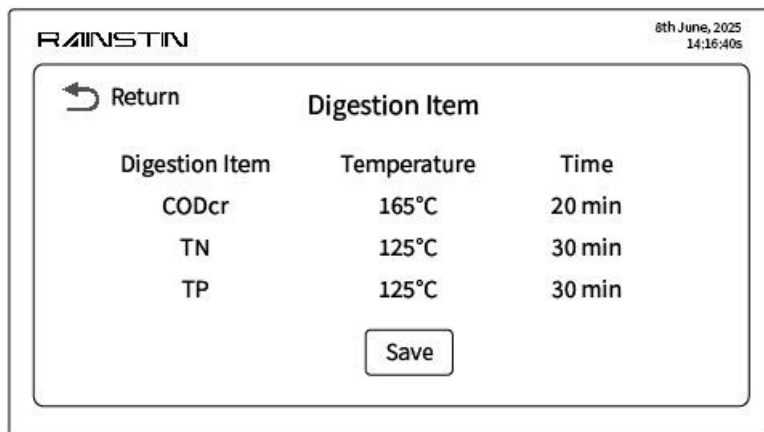 RAINSTIN
8th June, 2025
14:16:40s
Return
Digestion Item
Digestion Item Temperature Time
CODcr 165°C 20 min
TN 125°C 30 min
TP 125°C 30 min
Save